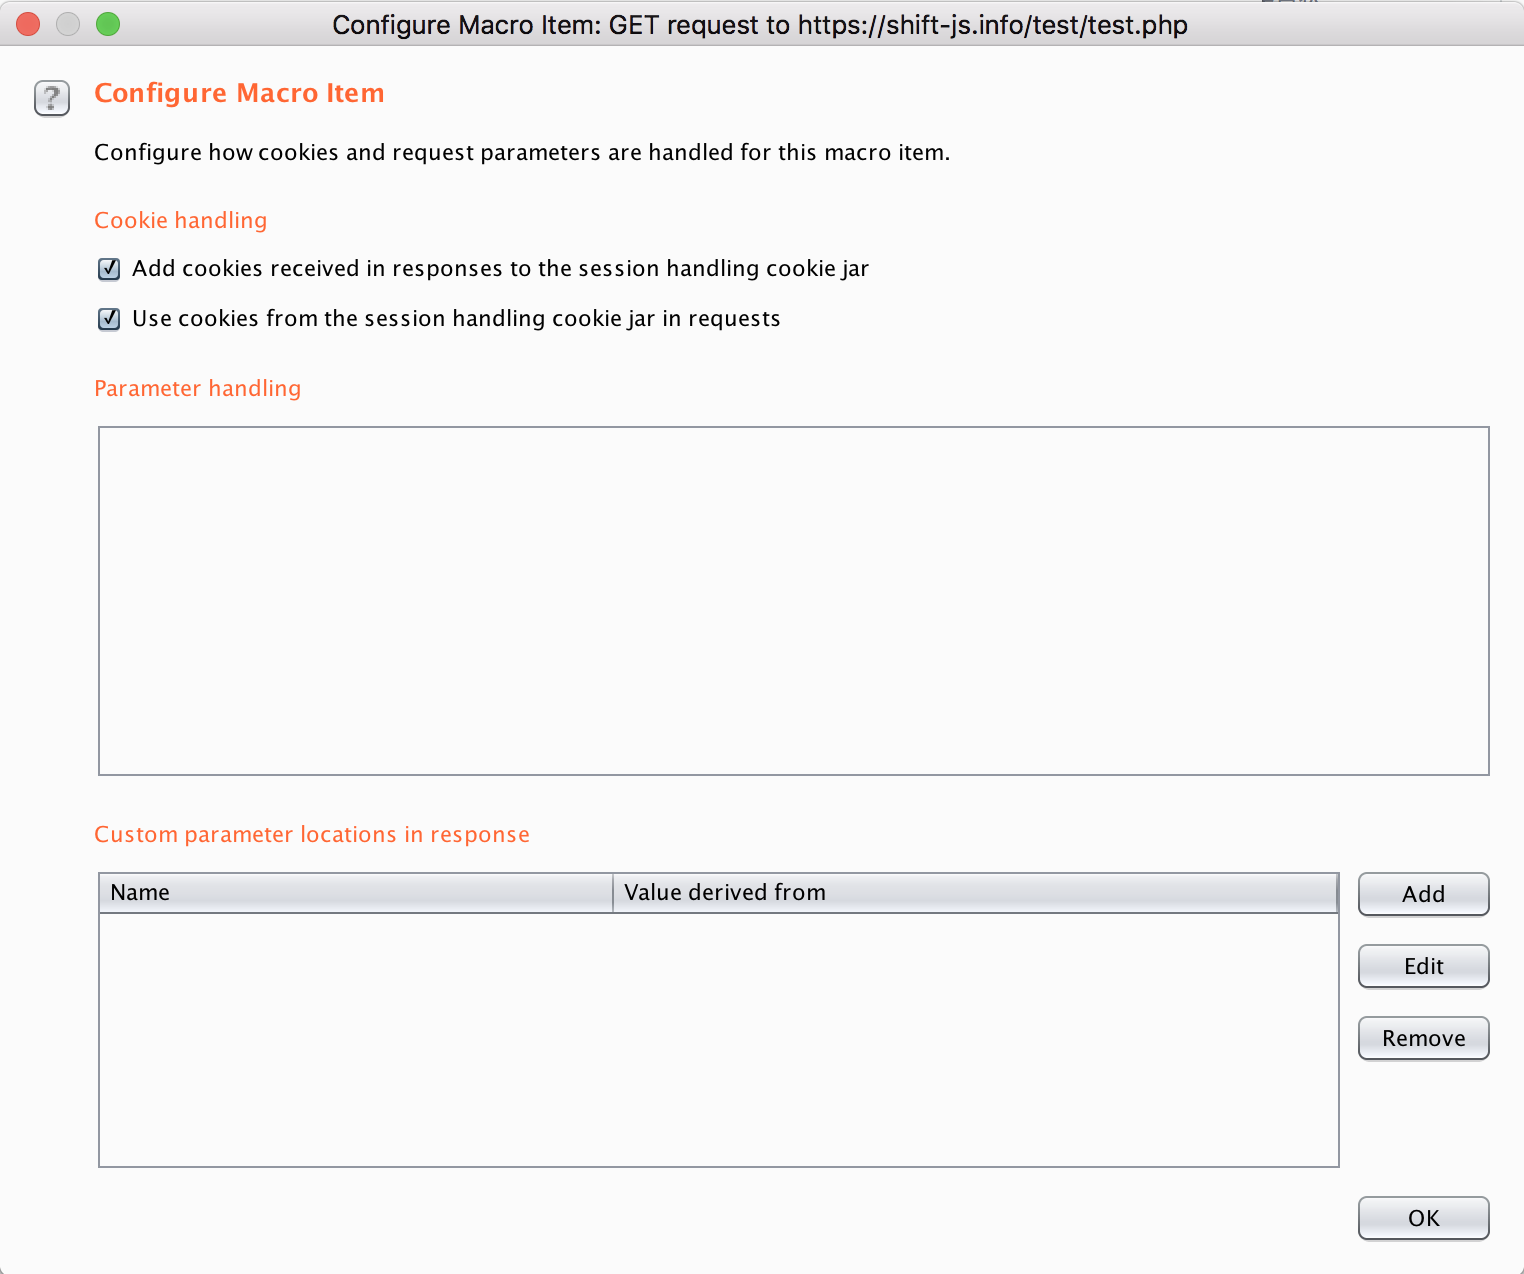 Configure Macro Item: GET request to https://shift-js.info/test/test.php
?
Configure Macro Item
Configure how cookies and request parameters are handled for this macro item.
Cookie handling
Add cookies received in responses to the session handling cookie jar
Use cookies from the session handling cookie jar in requests
Parameter handling
Custom parameter locations in response
Name
Value derived from
Add
Edit
Remove
OK